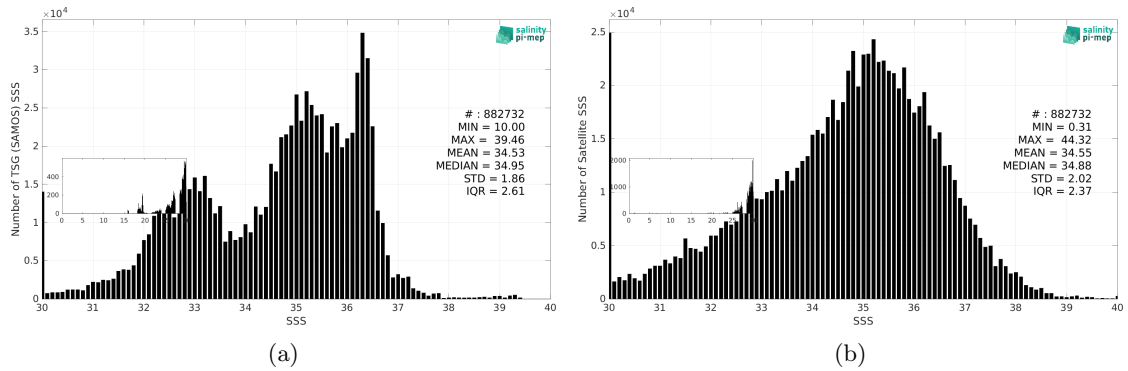 ×10⁴
3.5
3
2.5
2
1.5
1
0.5
0
Number of TSG (SAMOS) SSS
salinity
pi-mep
# : 882732
MIN = 10.00
MAX = 39.46
MEAN = 34.53
MEDIAN = 34.95
STD = 1.86
IQR = 2.61
400
200
0
0 5 10 15 20 25
30 31 32 33 34 35 36 37 38 39 40
SSS
(a)
×10⁴
2.5
2
1.5
1
0.5
0
Number of Satellite SSS
salinity
pi-mep
# : 882732
MIN = 0.31
MAX = 44.32
MEAN = 34.55
MEDIAN = 34.88
STD = 2.02
IQR = 2.37
2000
1000
0
0 5 10 15 20 25
30 31 32 33 34 35 36 37 38 39 40
SSS
(b)